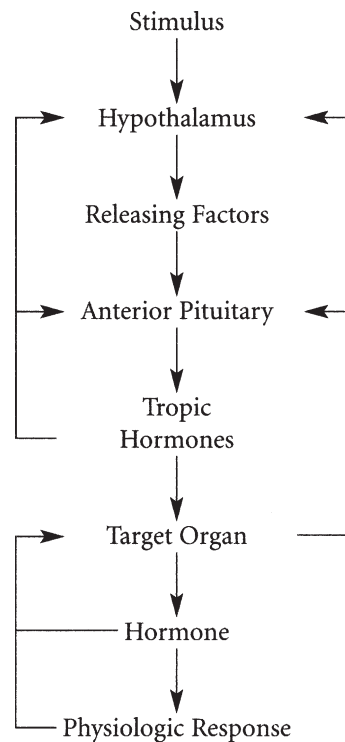 Stimulus
Hypothalamus
Releasing Factors
Anterior Pituitary
Tropic
Hormones
Target Organ
Hormone
Physiologic Response